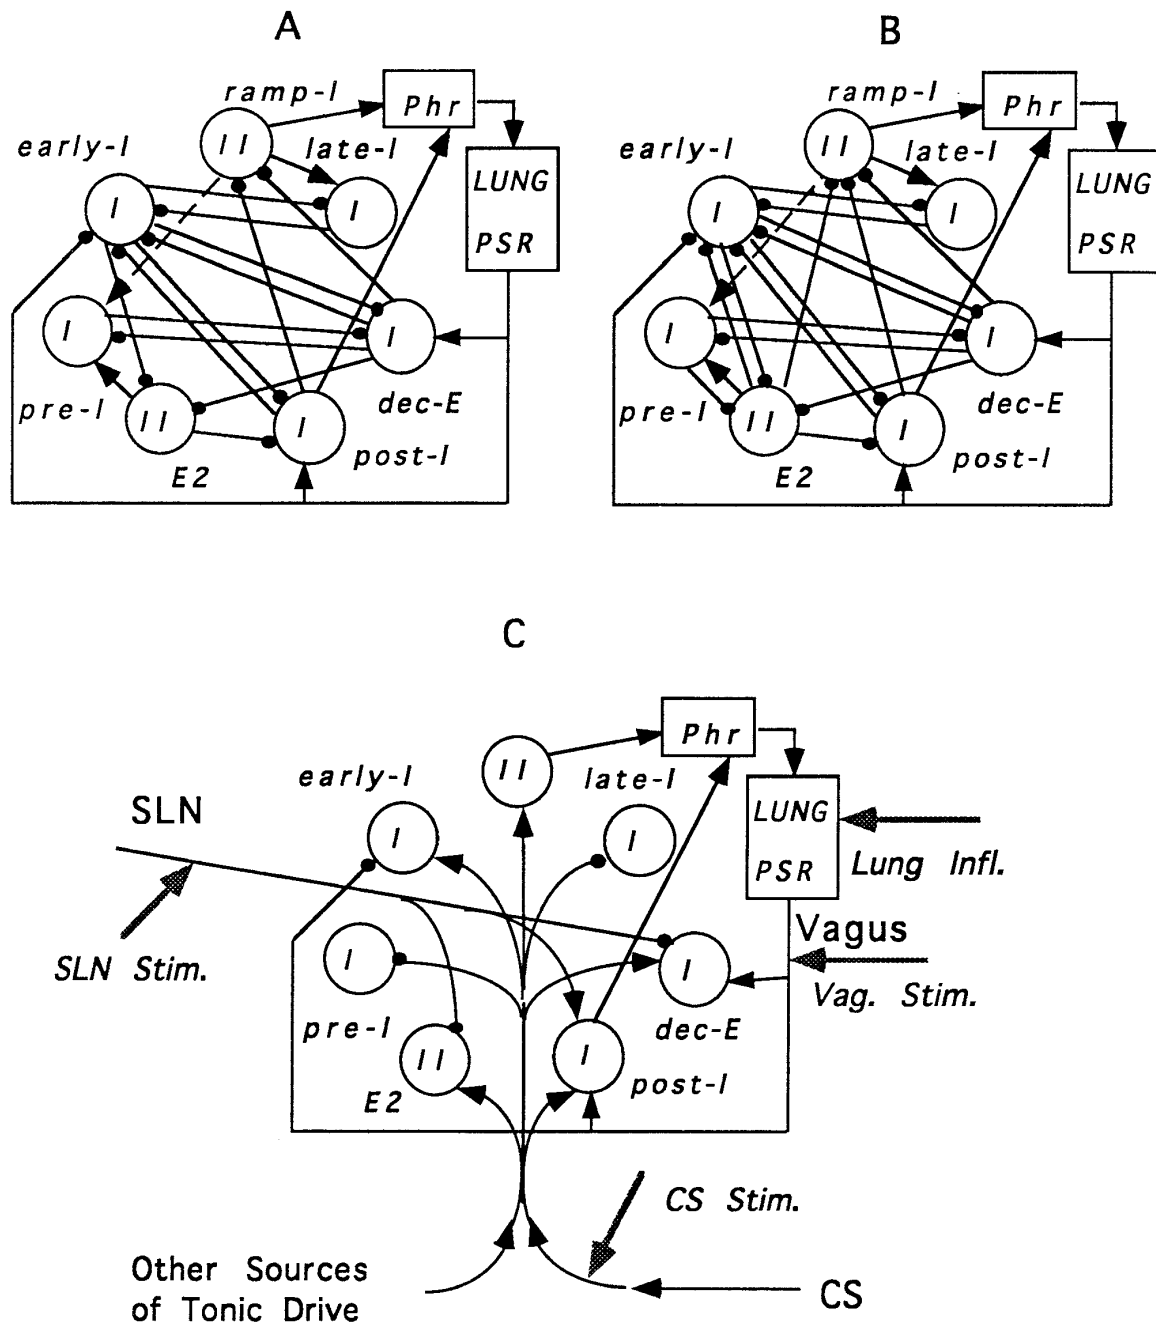 A
ramp-I
Phr
early-I
II
late-I
LUNG
I
I
PSR
I
I
pre-I
II
I
dec-E
E2
post-I
B
ramp-I
Phr
early-I
II
late-I
LUNG
I
I
PSR
I
I
pre-I
II
I
dec-E
E2
post-I
C
Phr
early-I
II
late-I
SLN
LUNG
I
I
PSR
Lung Infl.
Vagus
SLN Stim.
I
I
Vag. Stim.
pre-I
dec-E
II
I
E2
post-I
CS Stim.
Other Sources
of Tonic Drive
CS